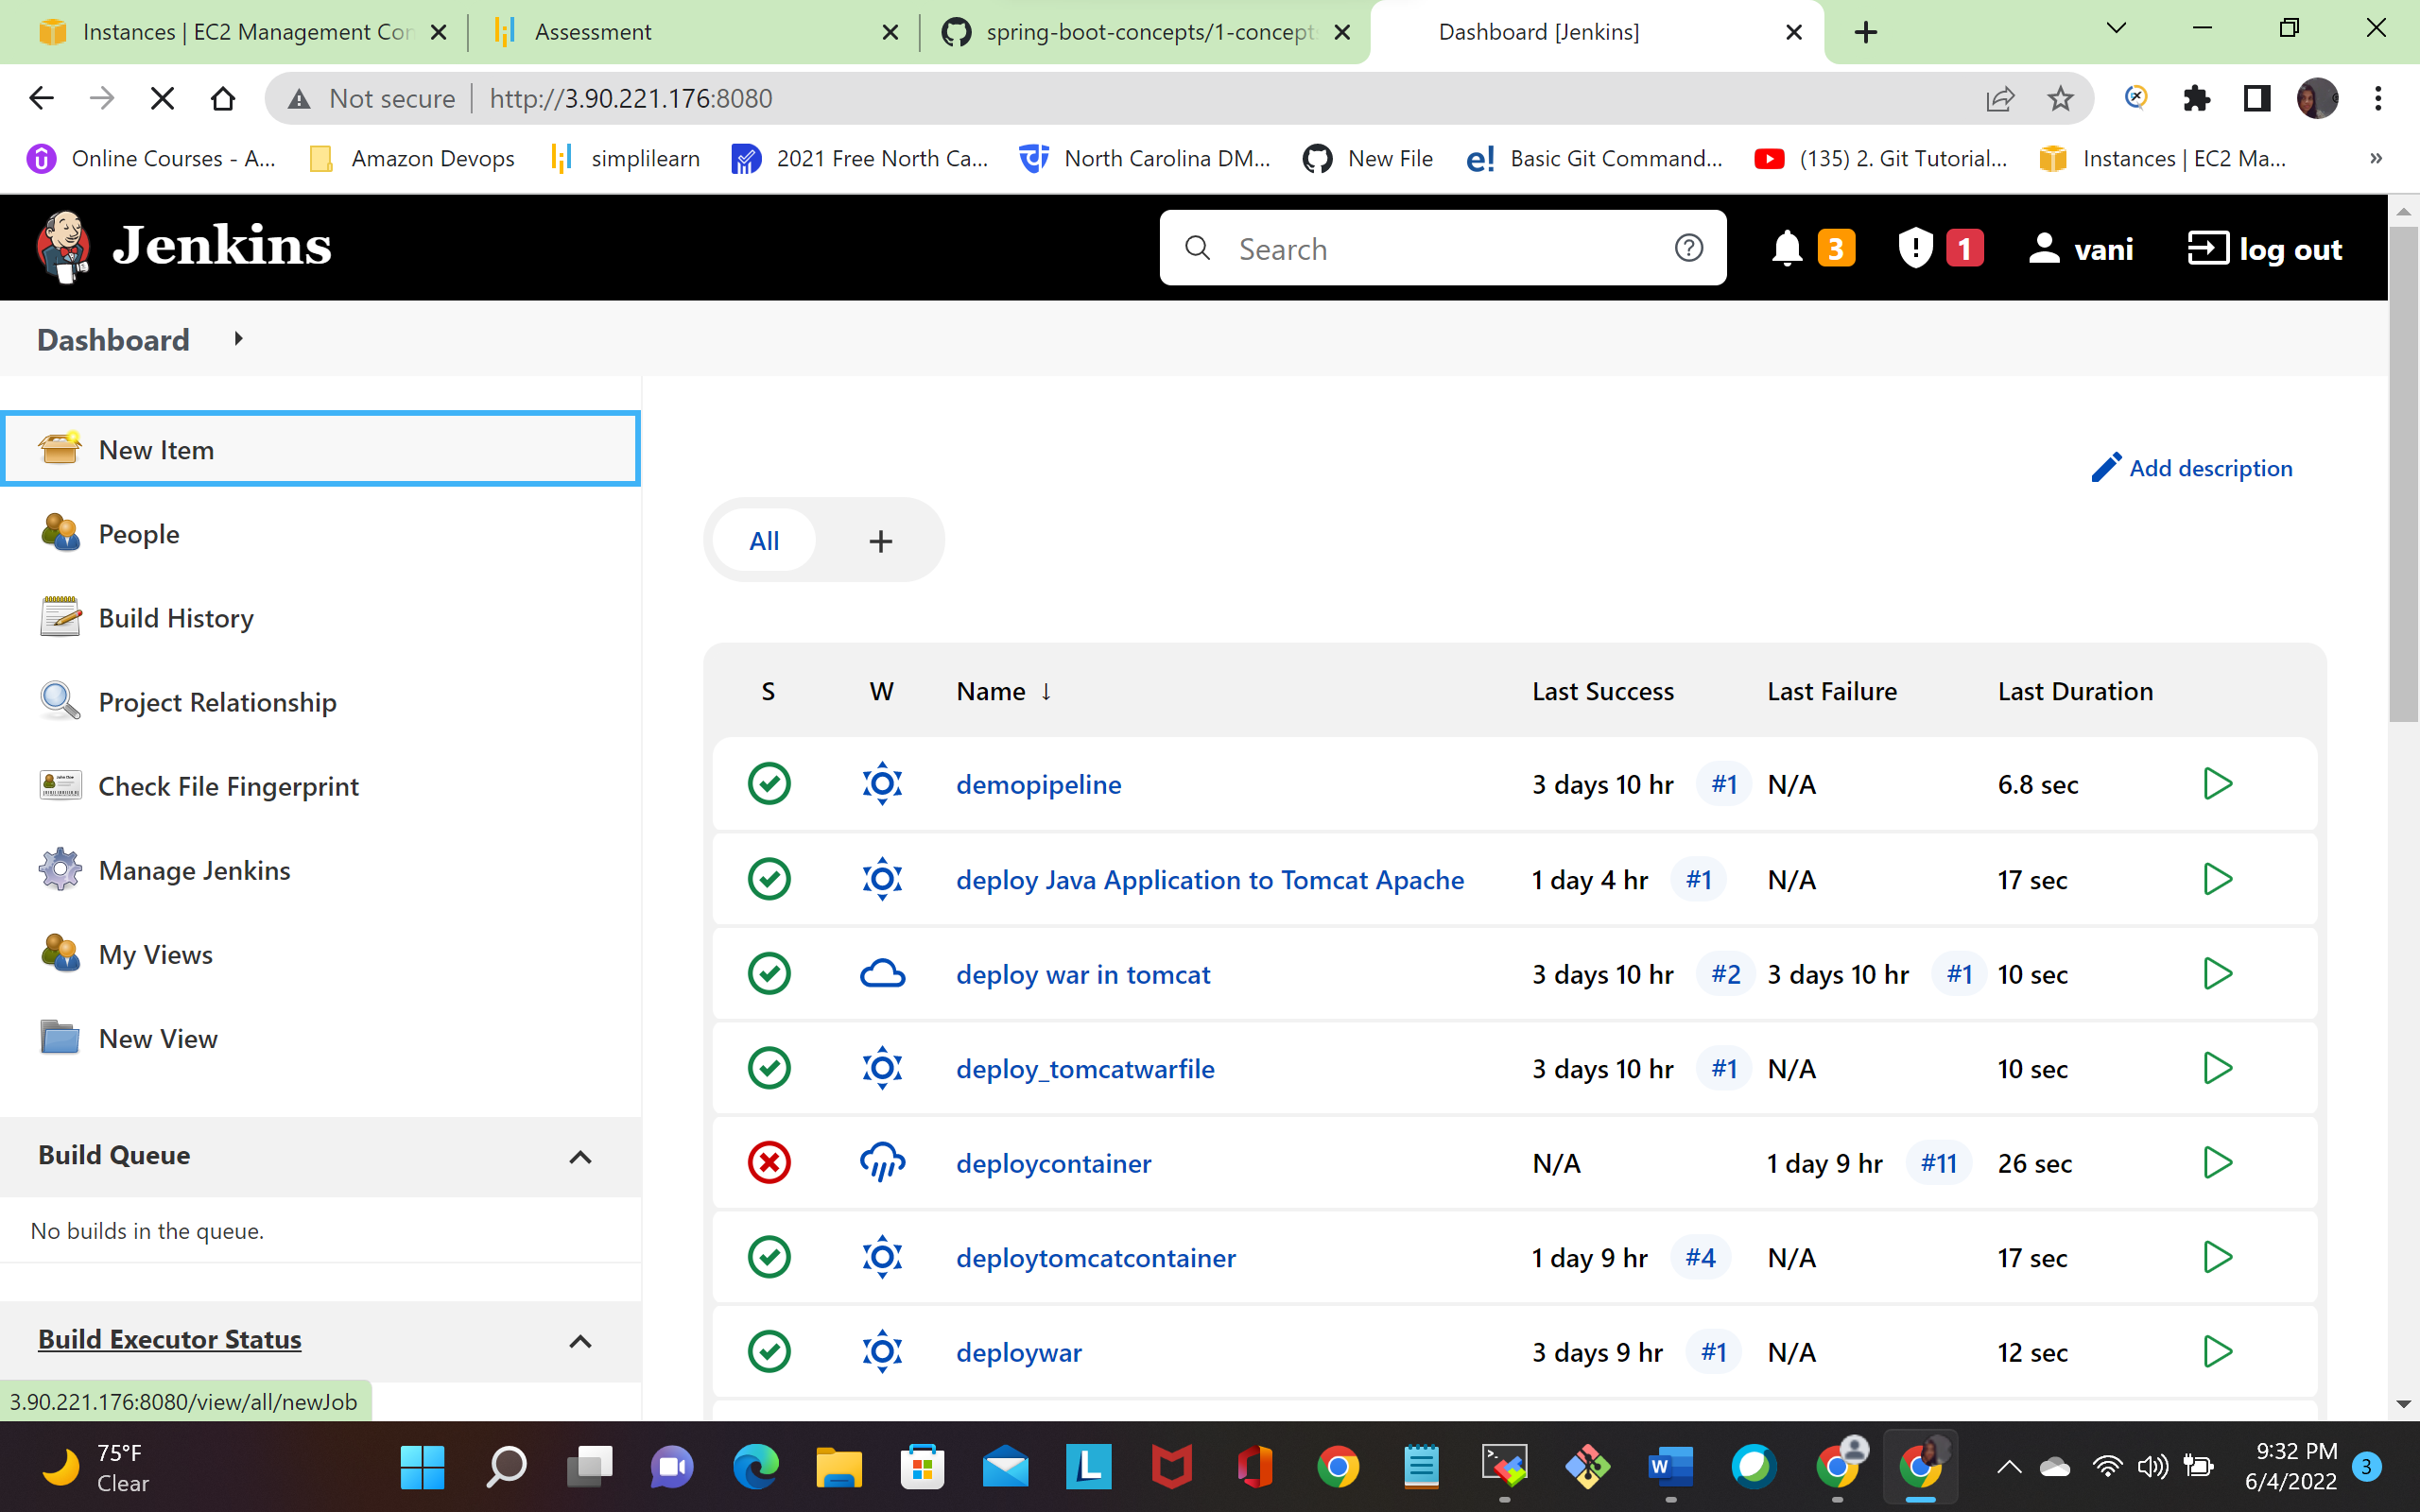 Instances | EC2 Management Con
Assessment
spring-boot-concepts/1-concept
Dashboard [Jenkins]
Not secure
http://3.90.221.176:8080
Online Courses - A...
Amazon Devops
simplilearn
2021 Free North Ca...
North Carolina DM...
New File
e! Basic Git Command...
(135) 2. Git Tutorial...
Instances | EC2 Ma...
»
Jenkins
Search
3
1
vani
log out
Dashboard
New Item
People
Build History
Project Relationship
Check File Fingerprint
Manage Jenkins
My Views
New View
Build Queue
No builds in the queue.
Build Executor Status
3.90.221.176:8080/view/all/newJob
Add description
All +
S W Name ↓ Last Success Last Failure Last Duration
demopipeline 3 days 10 hr #1 N/A 6.8 sec
deploy Java Application to Tomcat Apache 1 day 4 hr #1 N/A 17 sec
deploy war in tomcat 3 days 10 hr #2 3 days 10 hr #1 10 sec
deploy_tomcatwarfile 3 days 10 hr #1 N/A 10 sec
deploycontainer N/A 1 day 9 hr #11 26 sec
deploytomcatcontainer 1 day 9 hr #4 N/A 17 sec
deploywar 3 days 9 hr #1 N/A 12 sec
75°F
Clear
L
W
9:32 PM
6/4/2022
3